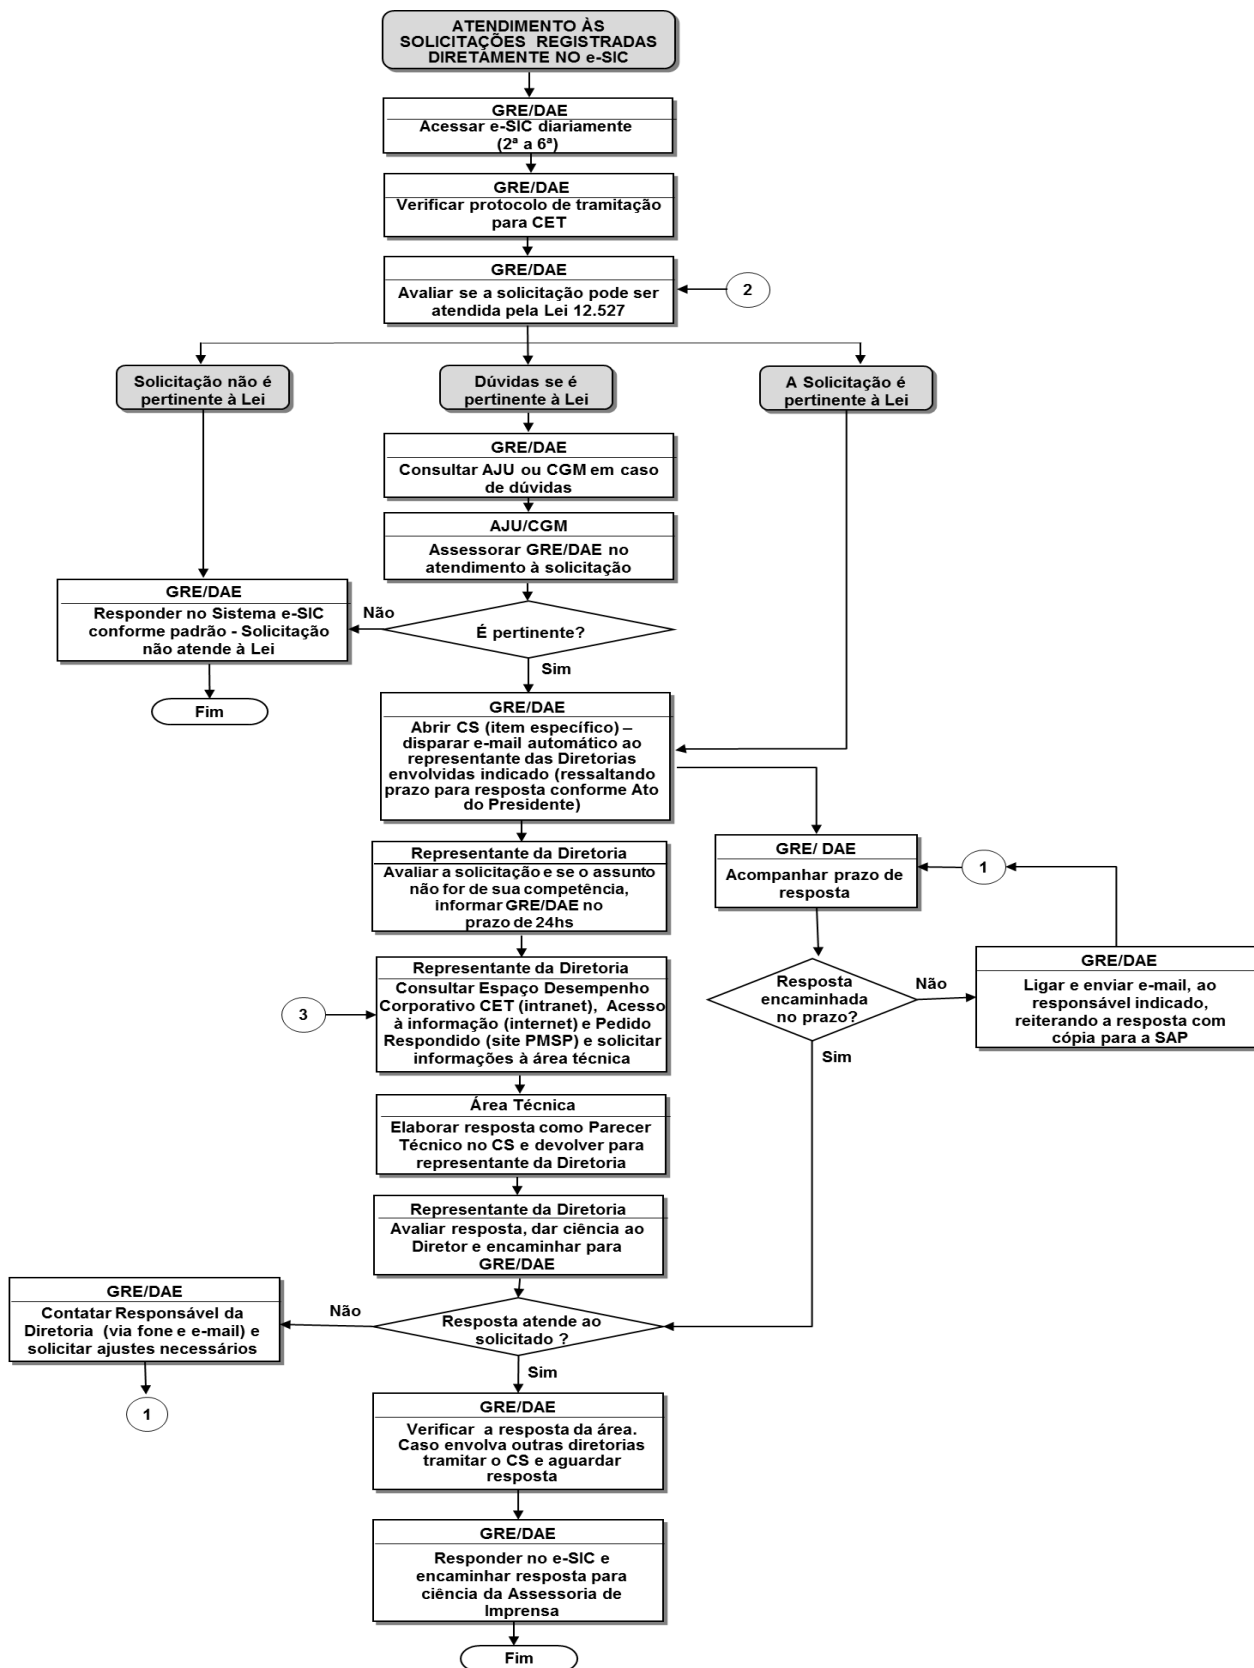 ATENDIMENTO ÀS
SOLICITAÇÕES REGISTRADAS
DIRETAMENTE NO e-SIC
GRE/DAE
Acessar e-SIC diariamente
(2ª a 6ª)
GRE/DAE
Verificar protocolo de tramitação
para CET
GRE/DAE
Avaliar se a solicitação pode ser
atendida pela Lei 12.527
2
Solicitação não é
pertinente à Lei
Dúvidas se é
pertinente à Lei
A Solicitação é
pertinente à Lei
GRE/DAE
Consultar AJU ou CGM em caso
de dúvidas
AJU/CGM
Assessorar GRE/DAE no
atendimento à solicitação
GRE/DAE
Responder no Sistema e-SIC
conforme padrão - Solicitação
não atende à Lei
Não
É pertinente?
Sim
Fim
GRE/DAE
Abrir CS (item específico) –
disparar e-mail automático ao
representante das Diretorias
envolvidas indicado (ressaltando
prazo para resposta conforme Ato
do Presidente)
Representante da Diretoria
Avaliar a solicitação e se o assunto
não for de sua competência,
informar GRE/DAE no
prazo de 24hs
GRE/ DAE
Acompanhar prazo de
resposta
1
Representante da Diretoria
Consultar Espaço Desempenho
Corporativo CET (intranet), Acesso
à informação (internet) e Pedido
Respondido (site PMSP) e solicitar
informações à área técnica
3
Resposta
encaminhada
no prazo?
Não
Sim
GRE/DAE
Ligar e enviar e-mail, ao
responsável indicado,
reiterando a resposta com
cópia para a SAP
Área Técnica
Elaborar resposta como Parecer
Técnico no CS e devolver para
representante da Diretoria
Representante da Diretoria
Avaliar resposta, dar ciência ao
Diretor e encaminhar para
GRE/DAE
GRE/DAE
Contatar Responsável da
Diretoria (via fone e e-mail) e
solicitar ajustes necessários
Não
Resposta atende ao
solicitado ?
Sim
1
GRE/DAE
Verificar a resposta da área.
Caso envolva outras diretorias
tramitar o CS e aguardar
resposta
GRE/DAE
Responder no e-SIC e
encaminhar resposta para
ciência da Assessoria de
Imprensa
Fim